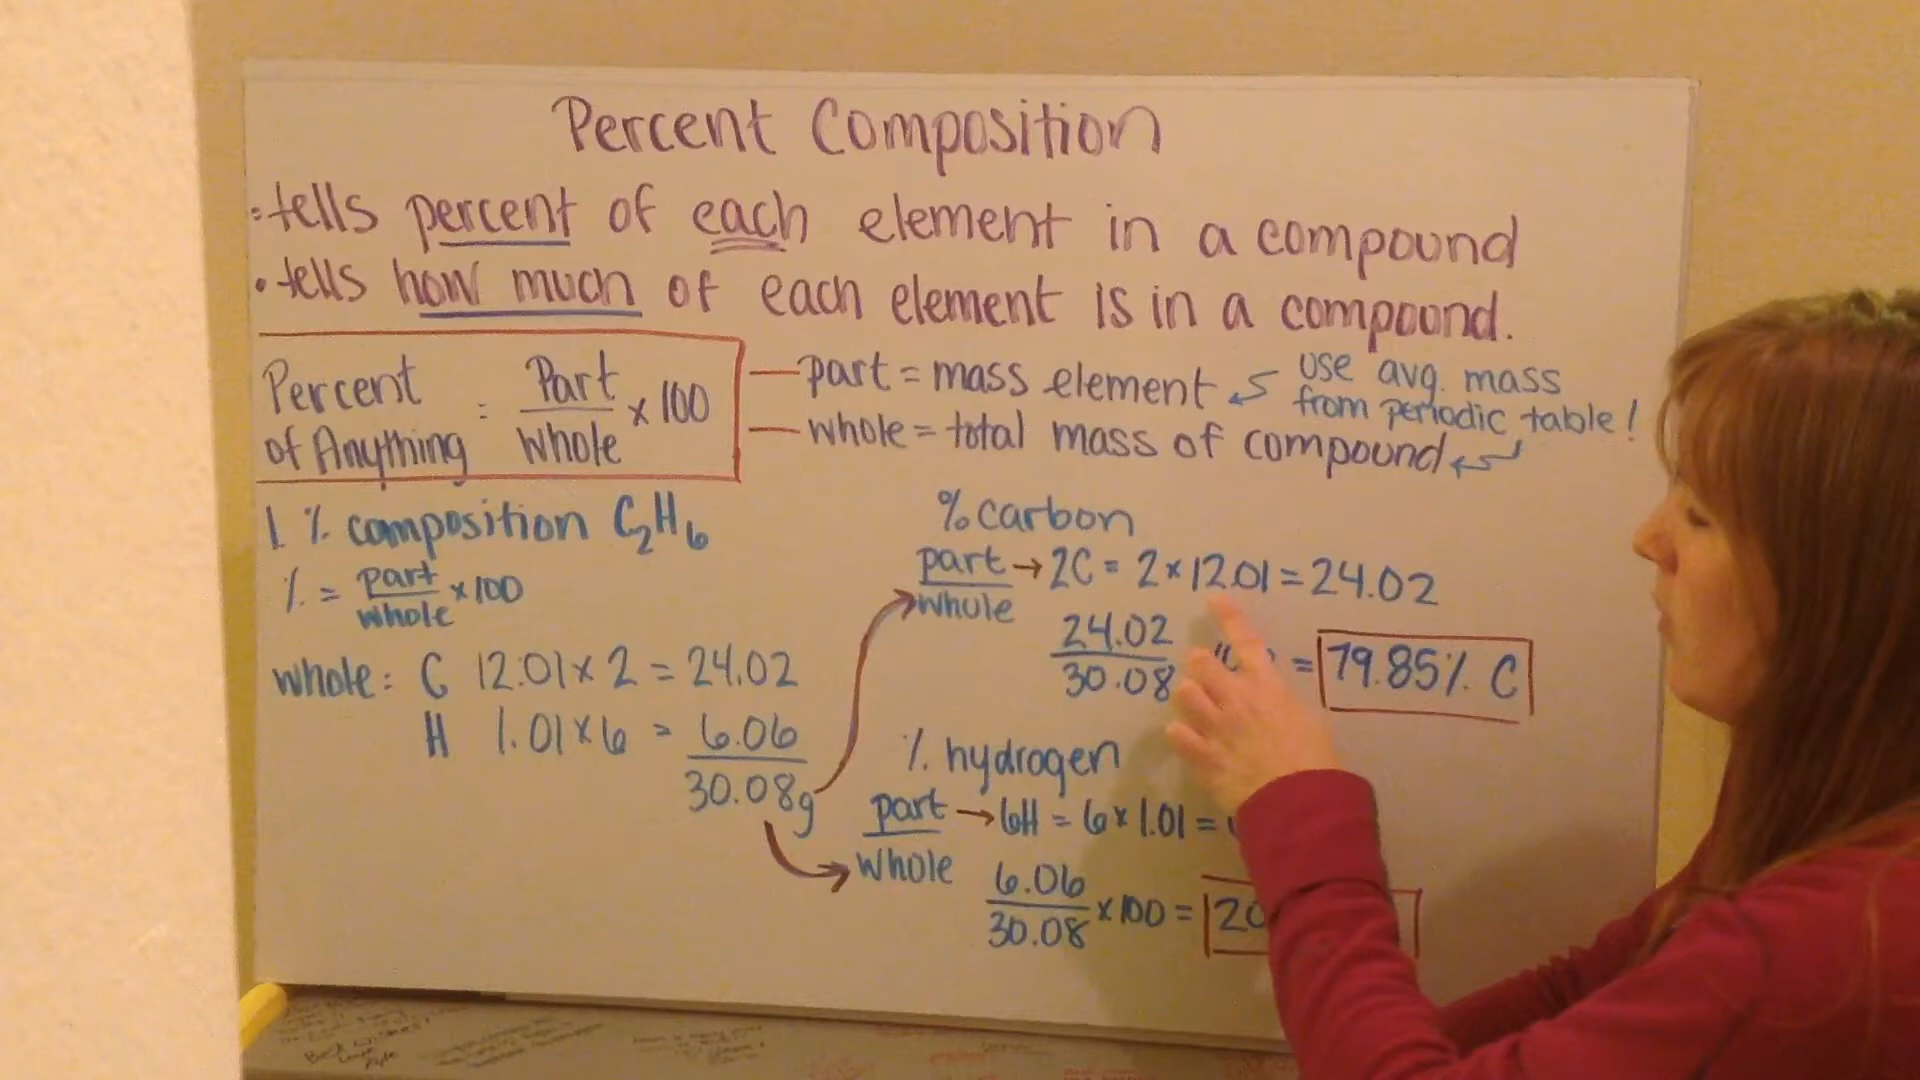 Percent Composition
• tells percent of each element in a compound
• tells how much of each element is in a compound.
Percent of Anything = Part/Whole x 100
— part = mass element
— whole = total mass of compound
use avg. mass
from periodic table!
1. % composition C₂H₆
% = part/whole x 100
whole: C 12.01 x 2 = 24.02
H 1.01 x 6 = 6.06
30.08g
% carbon
part/whole → 2C = 2 x 12.01 = 24.02
24.02/30.08 = 79.85% C
% hydrogen
part/whole → 6H = 6 x 1.01 =
6.06/30.08 x 100 = 20